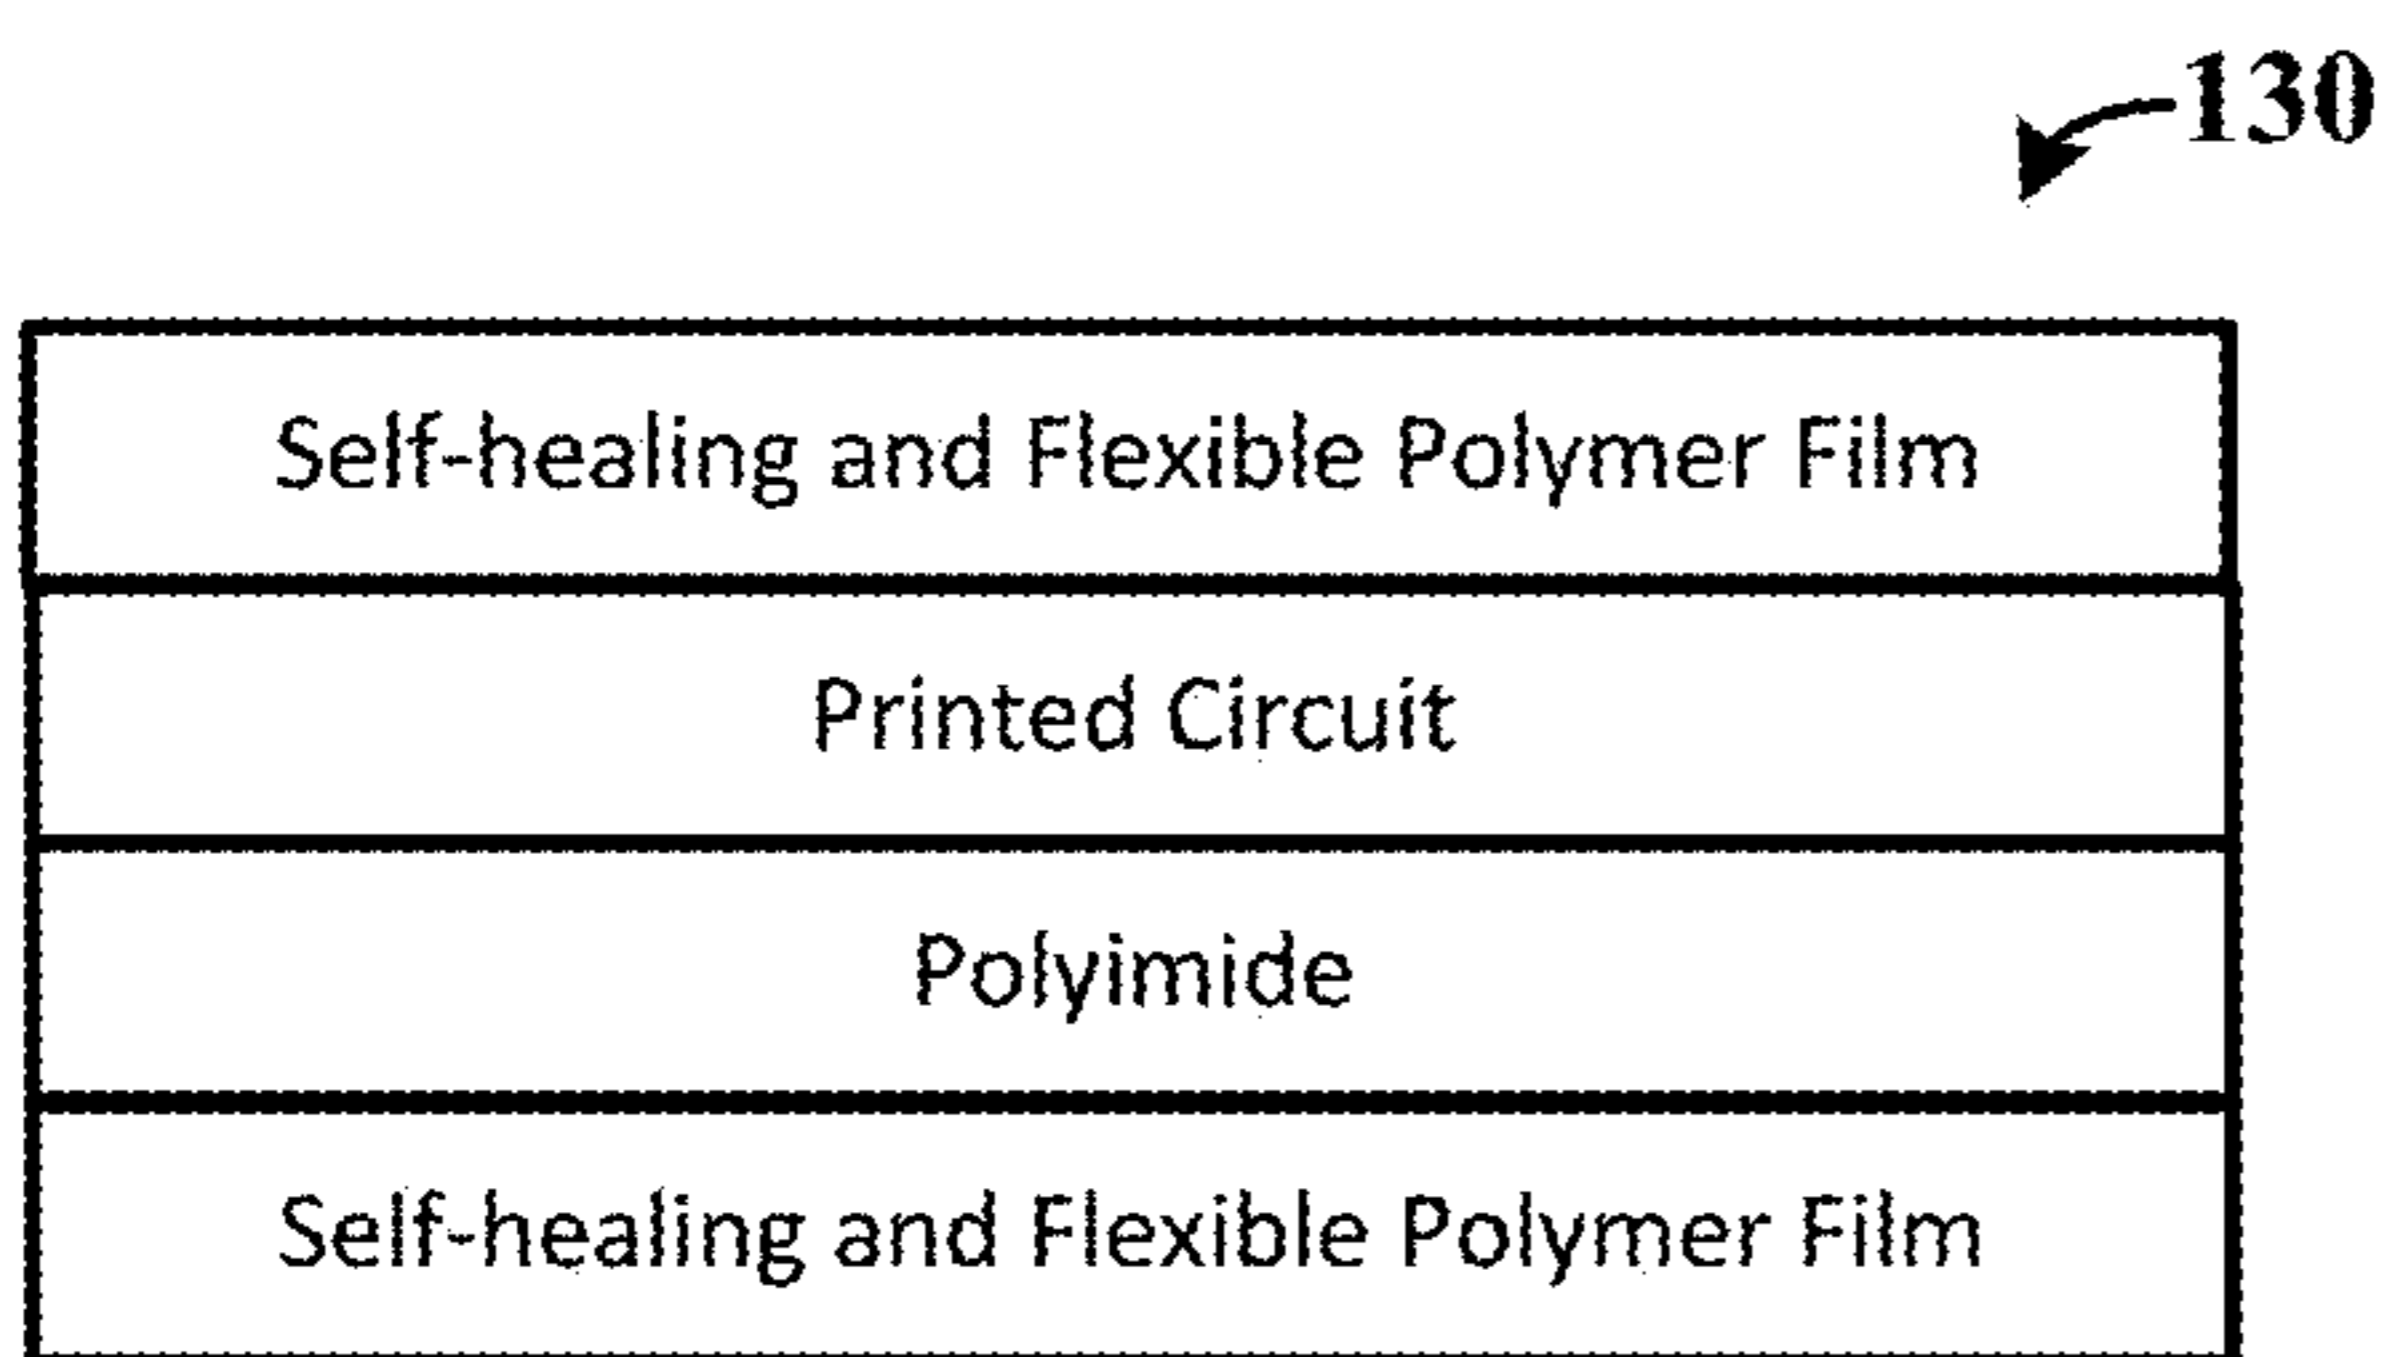 130
Self-healing and Flexible Polymer Film
Printed Circuit
Polyimide
Self-healing and Flexible Polymer Film